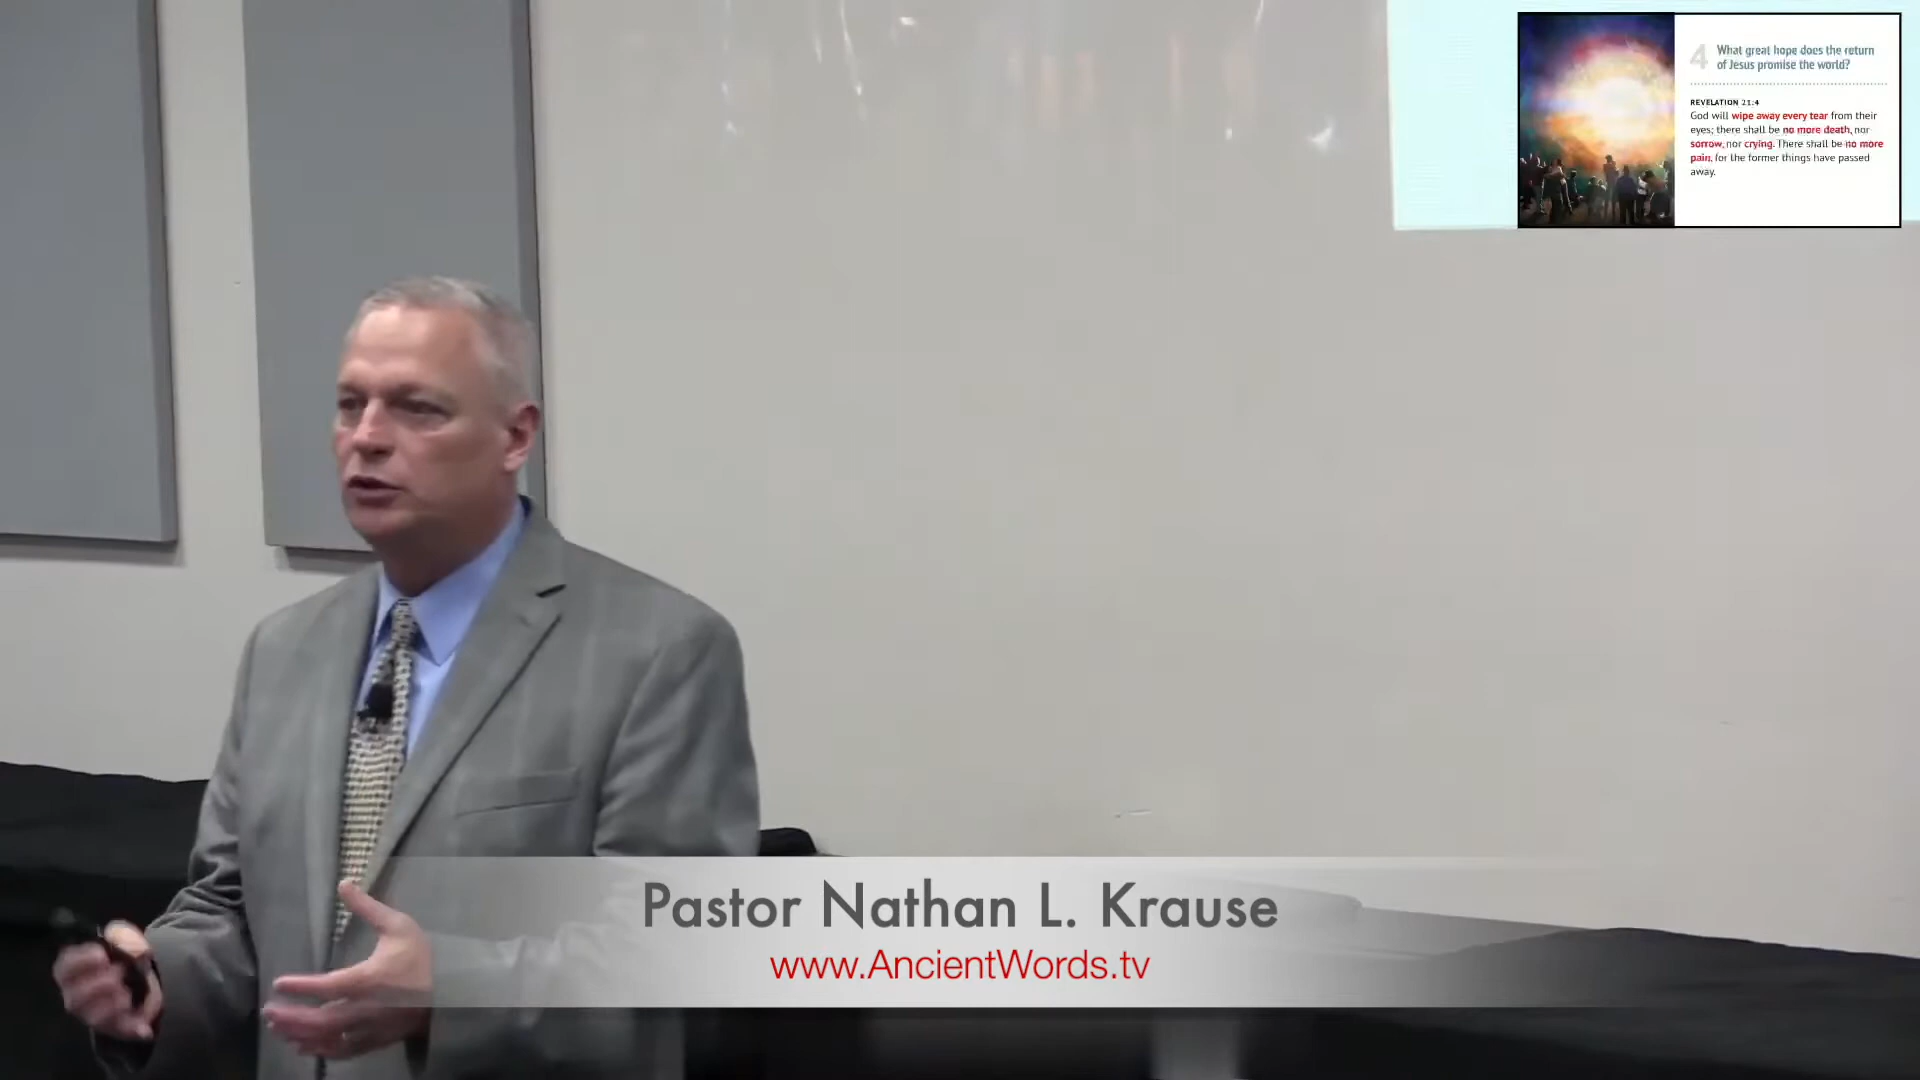 4 What great hope does the return
of Jesus promise the world?
REVELATION 21:4
God will wipe away every tear from their
eyes; there shall be no more death, nor
sorrow, nor crying. There shall be no more
pain, for the former things have passed
away.
Pastor Nathan L. Krause
www.AncientWords.tv